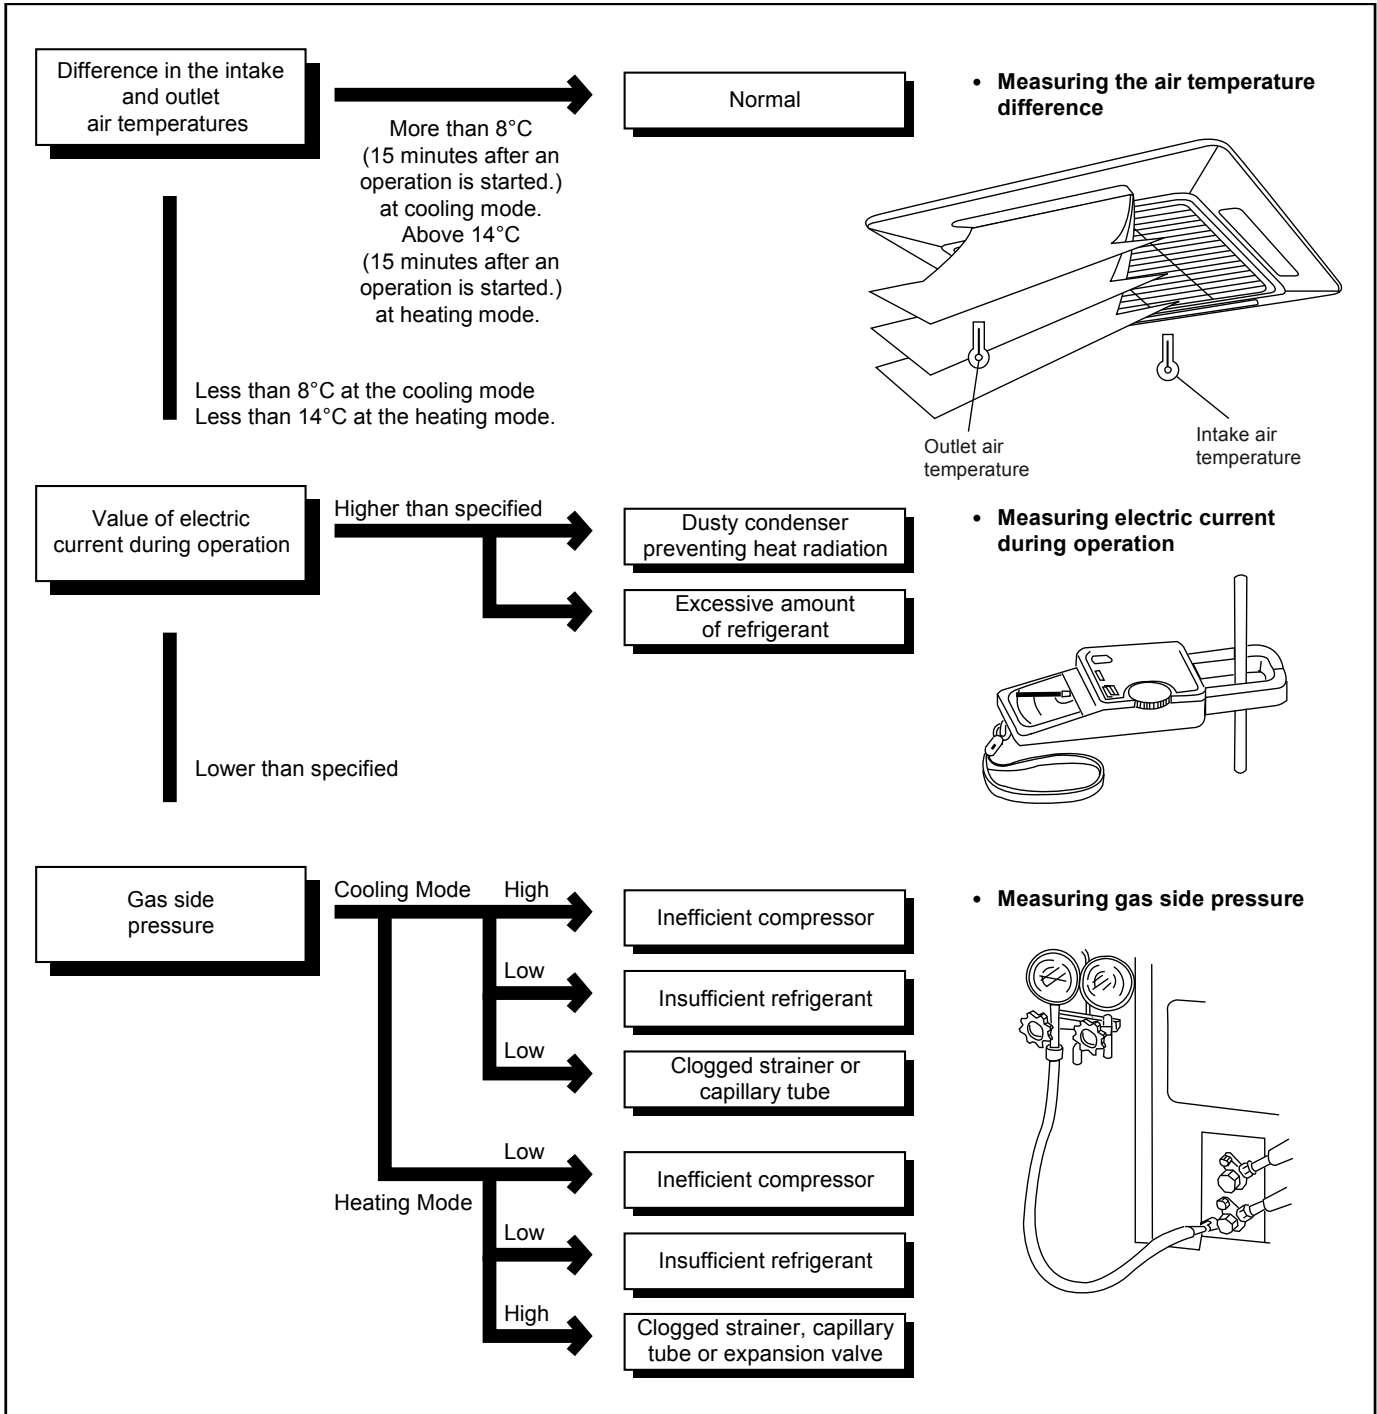 Difference in the intake
and outlet
air temperatures
More than 8°C
(15 minutes after an
operation is started.)
at cooling mode.
Above 14°C
(15 minutes after an
operation is started.)
at heating mode.
Normal
• Measuring the air temperature
difference
Less than 8°C at the cooling mode
Less than 14°C at the heating mode.
Outlet air
temperature
Intake air
temperature
Value of electric
current during operation
Higher than specified
Dusty condenser
preventing heat radiation
Excessive amount
of refrigerant
• Measuring electric current
during operation
Lower than specified
Gas side
pressure
Cooling Mode
High
Inefficient compressor
Low
Insufficient refrigerant
Low
Clogged strainer or
capillary tube
Heating Mode
Low
Inefficient compressor
Low
Insufficient refrigerant
High
Clogged strainer, capillary
tube or expansion valve
• Measuring gas side pressure